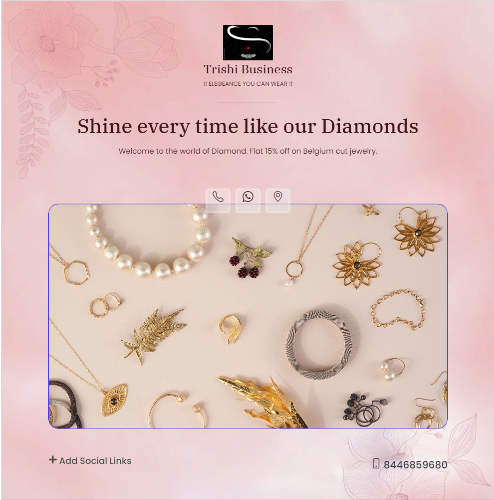 Trishi Business
!! ELEGEANCE YOU CAN WEAR !!
Shine every time like our Diamonds
Welcome to the world of Diamond. Flat 15% off on Belgium cut jewelry.
+ Add Social Links
8446859680